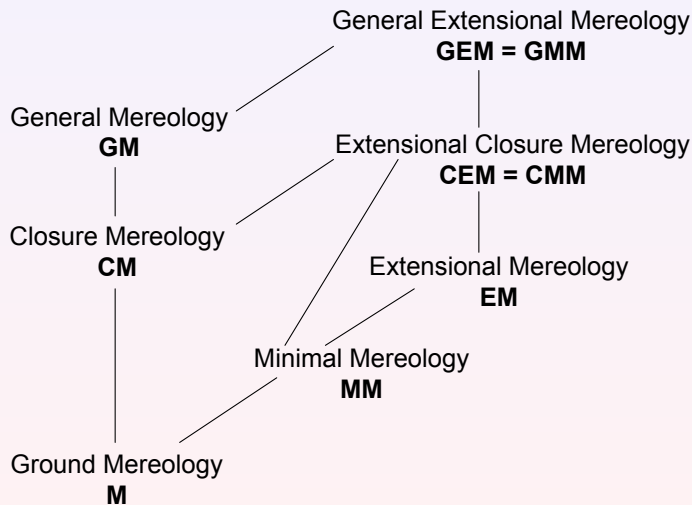 General Extensional Mereology
GEM = GMM
General Mereology
GM
Extensional Closure Mereology
CEM = CMM
Closure Mereology
CM
Extensional Mereology
EM
Minimal Mereology
MM
Ground Mereology
M